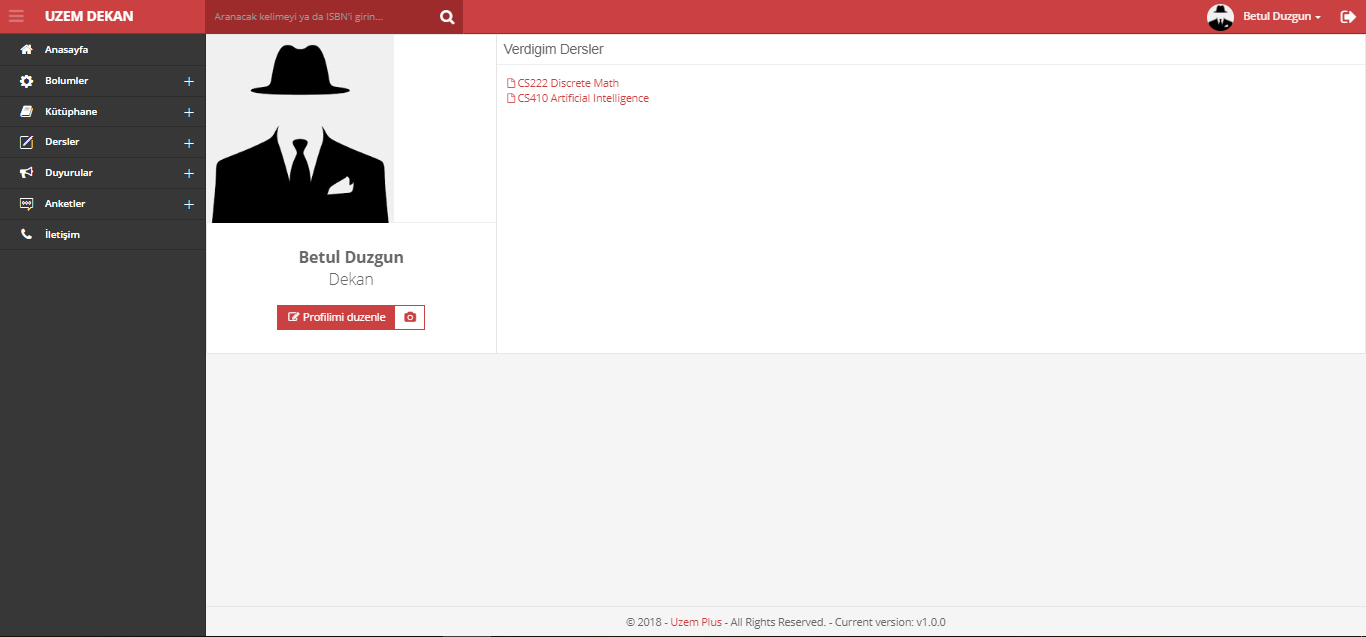 UZEM DEKAN
Aranacak kelimeyi ya da ISBN'i girin...
Betul Duzgun
Anasayfa
Bolumler
Kütüphane
Dersler
Duyurular
Anketler
İletişim
Betul Duzgun
Dekan
Profilimi duzenle
Verdigim Dersler
CS222 Discrete Math
CS410 Artificial Intelligence
© 2018 - Uzem Plus - All Rights Reserved. - Current version: v1.0.0